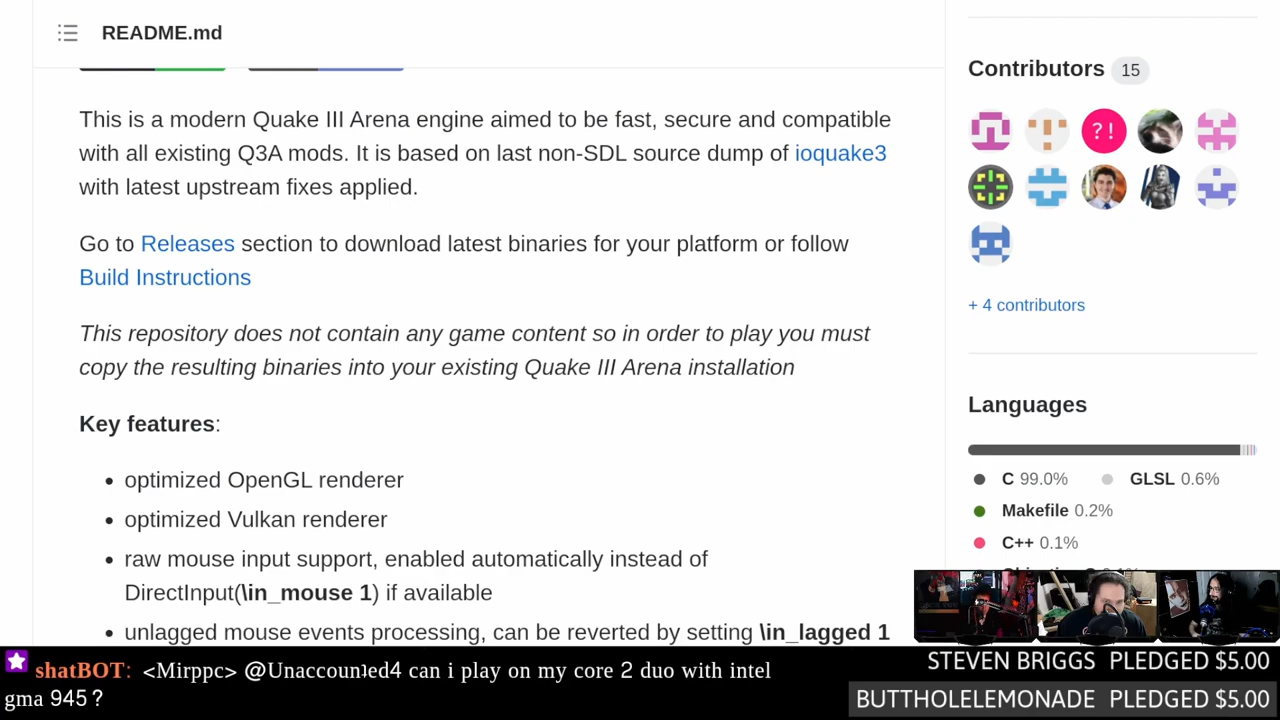 README.md
This is a modern Quake III Arena engine aimed to be fast, secure and compatible
with all existing Q3A mods. It is based on last non-SDL source dump of ioquake3
with latest upstream fixes applied.
Go to Releases section to download latest binaries for your platform or follow
Build Instructions
This repository does not contain any game content so in order to play you must
copy the resulting binaries into your existing Quake III Arena installation
Key features:
• optimized OpenGL renderer
• optimized Vulkan renderer
• raw mouse input support, enabled automatically instead of
DirectInput(\in_mouse 1) if available
• unlagged mouse events processing, can be reverted by setting \in_lagged 1
Contributors 15
?!
+ 4 contributors
Languages
C 99.0% GLSL 0.6%
Makefile 0.2%
C++ 0.1%
shatBOT: <Mirppc> @Unaccoun1ed4 can i play on my core 2 duo with intel
gma 945?
STEVEN BRIGGS PLEDGED $5.00
BUTTHOLELEMONADE PLEDGED $5.00